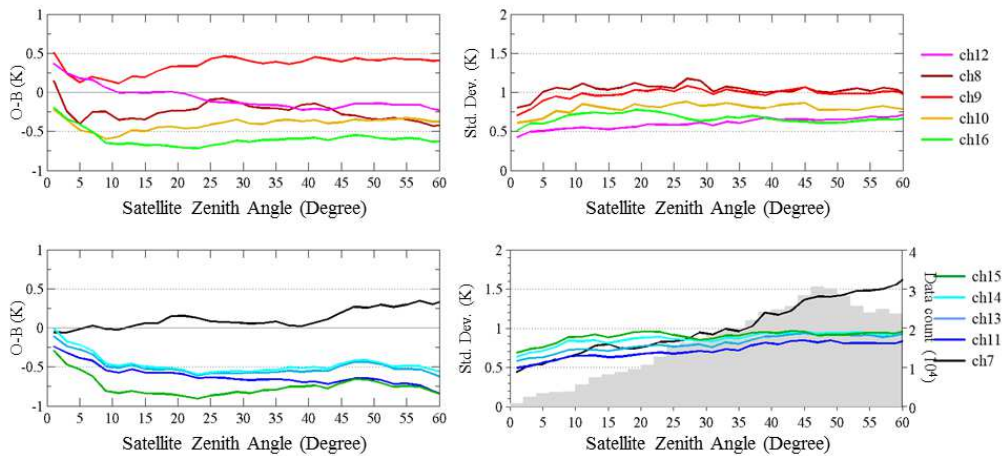 1
0.5
0
-0.5
-1
O-B (K)
0 5 10 15 20 25 30 35 40 45 50 55 60
Satellite Zenith Angle (Degree)
2
1.5
1
0.5
0
Std. Dev. (K)
0 5 10 15 20 25 30 35 40 45 50 55 60
Satellite Zenith Angle (Degree)
ch12
ch8
ch9
ch10
ch16
1
0.5
0
-0.5
-1
O-B (K)
0 5 10 15 20 25 30 35 40 45 50 55 60
Satellite Zenith Angle (Degree)
2
1.5
1
0.5
0
Std. Dev. (K)
0 5 10 15 20 25 30 35 40 45 50 55 60
Satellite Zenith Angle (Degree)
4
3
2
1
0
Data count (10⁴)
ch15
ch14
ch13
ch11
ch7